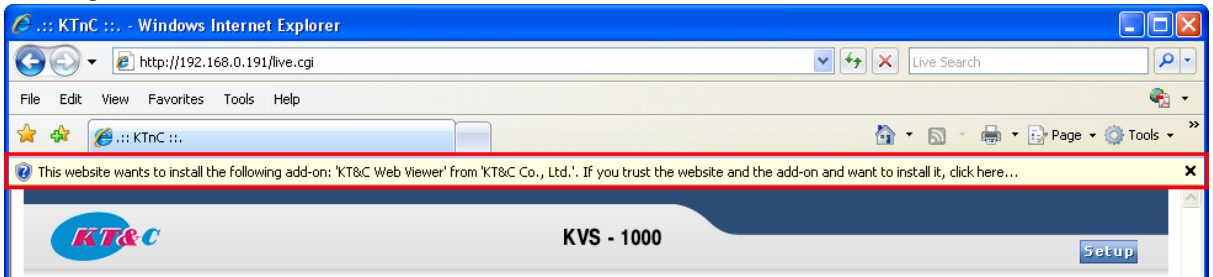 .:: KTnC ::. - Windows Internet Explorer
http://192.168.0.191/live.cgi
Live Search
File Edit View Favorites Tools Help
.:: KTnC ::.
Page Tools »
This website wants to install the following add-on: 'KT&C Web Viewer' from 'KT&C Co., Ltd.'. If you trust the website and the add-on and want to install it, click here...
KT&C
KVS - 1000
Setup